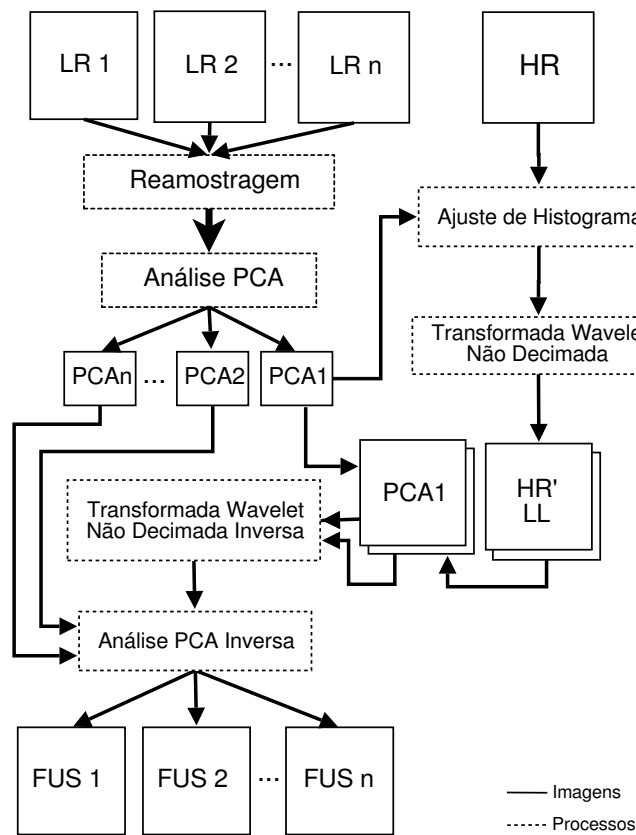 LR 1
LR 2
...
LR n
HR
Reamostragem
Ajuste de Histograma
Análise PCA
Transformada Wavele
Não Decimada
PCAn
...
PCA2
PCA1
PCA1
HR'
LL
Transformada Wavelet
Não Decimada Inversa
Análise PCA Inversa
FUS 1
FUS 2
...
FUS n
Imagens
Processos